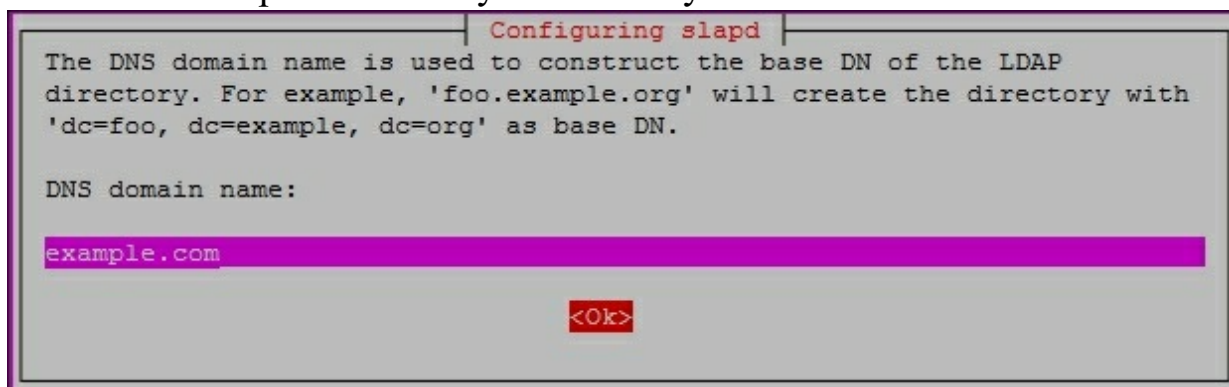 Configuring slapd
The DNS domain name is used to construct the base DN of the LDAP
directory. For example, 'foo.example.org' will create the directory with
'dc=foo, dc=example, dc=org' as base DN.
DNS domain name:
example.com
<Ok>